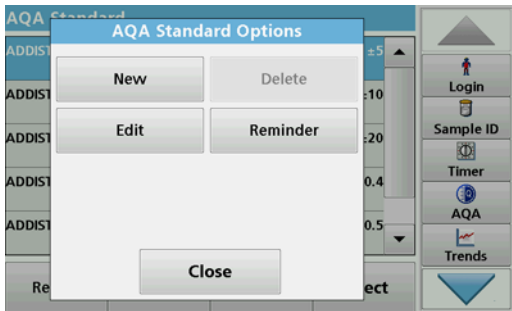 AQA Standard
AQA Standard Options
ADDIST
±5
New
Delete
ADDIST
±10
Edit
Reminder
ADDIST
±20
ADDIST
0.4
ADDIST
0.5
Close
Re
ect
Login
Sample ID
Timer
AQA
Trends